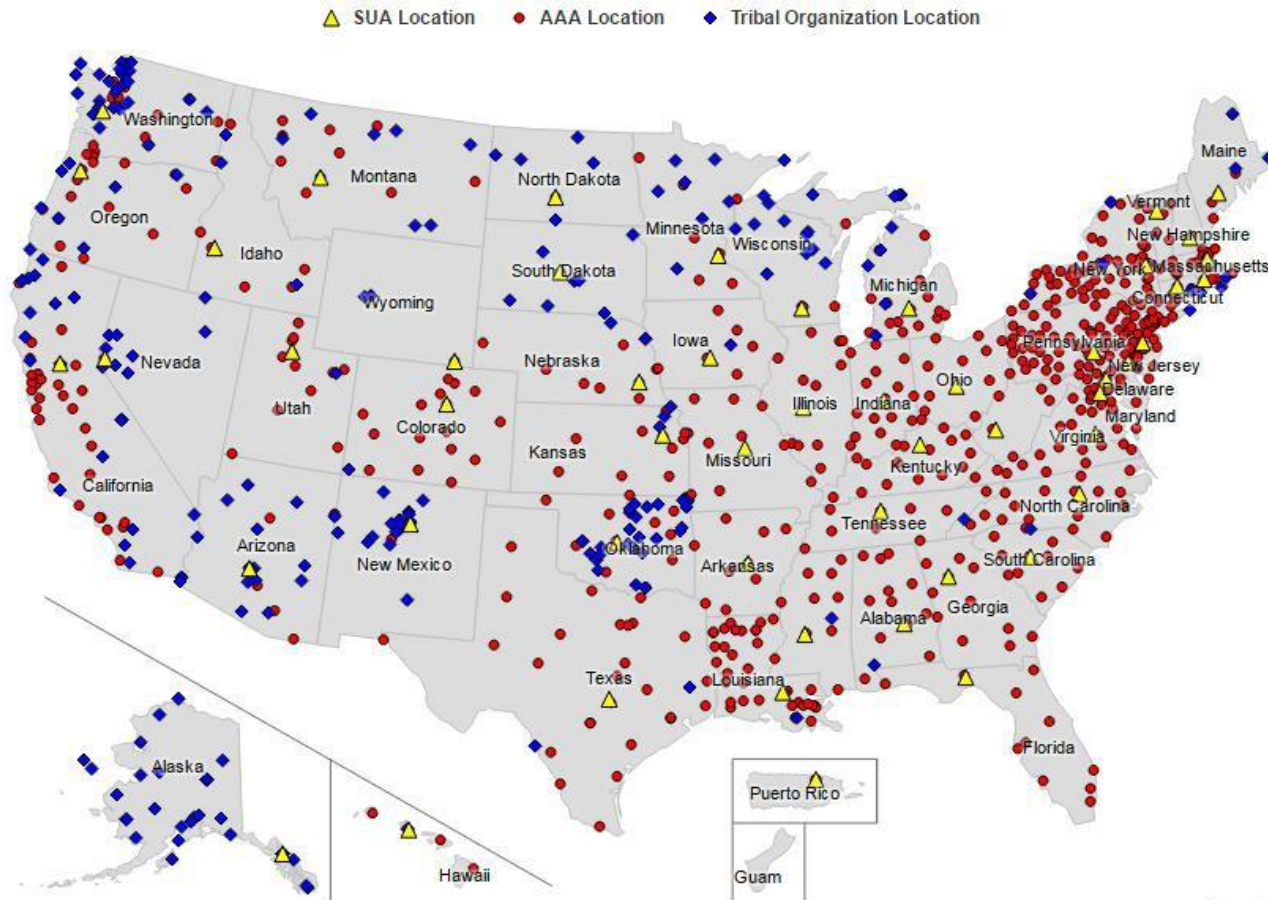 SUA Location AAA Location Tribal Organization Location
Washington
Maine
Montana
North Dakota
Vermont
Oregon
Minnesota
New Hampshire
Wisconsin
Idaho
New York Massachusetts
South Dakota
Michigan
Wyoming
Connecticut
Pennsylvania
Iowa
Nebraska
Nevada
New Jersey
Ohio
Delaware
Illinois
Indiana
Utah
Maryland
Colorado
Virginia
Kansas
Missouri
Kentucky
California
North Carolina
Tennessee
Arizona
Oklahoma
New Mexico
South Carolina
Arkansas
Georgia
Alabama
Texas
Louisiana
Florida
Alaska
Puerto Rico
Hawaii
Guam